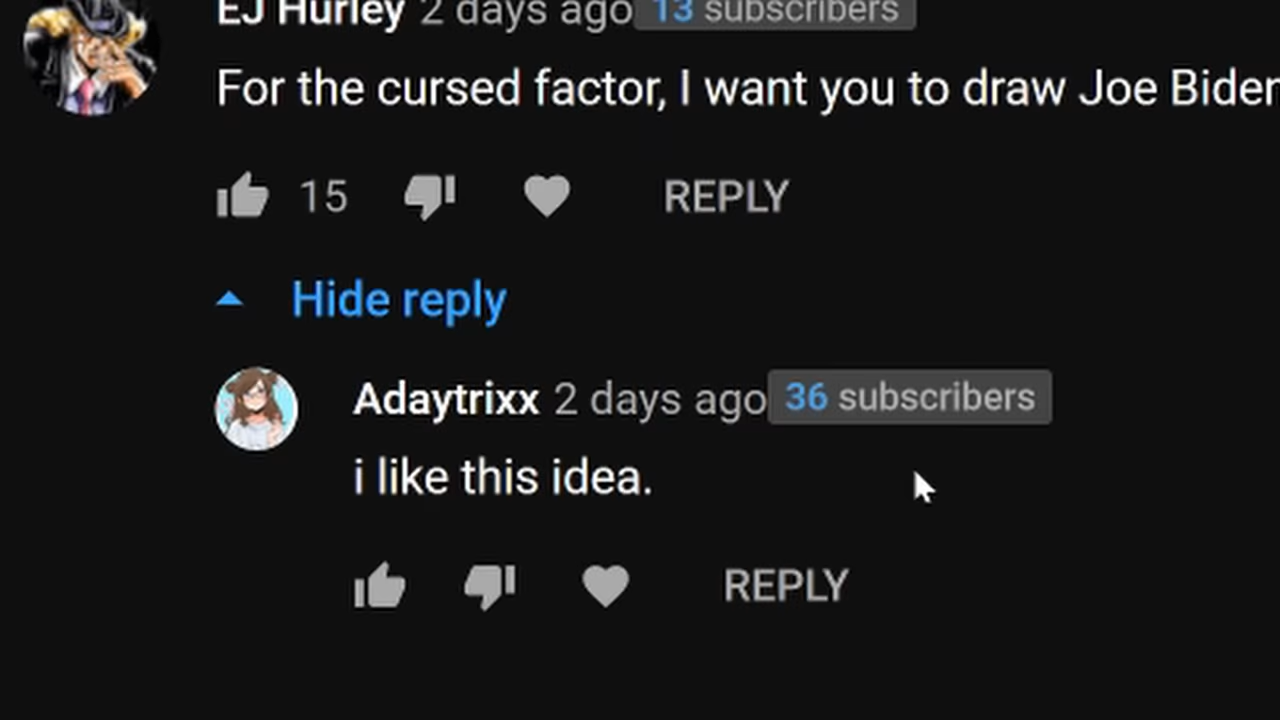 EJ Hurley 2 days ago 13 subscribers
For the cursed factor, I want you to draw Joe Biden
15 REPLY
Hide reply
Adaytrixx 2 days ago 36 subscribers
i like this idea.
REPLY